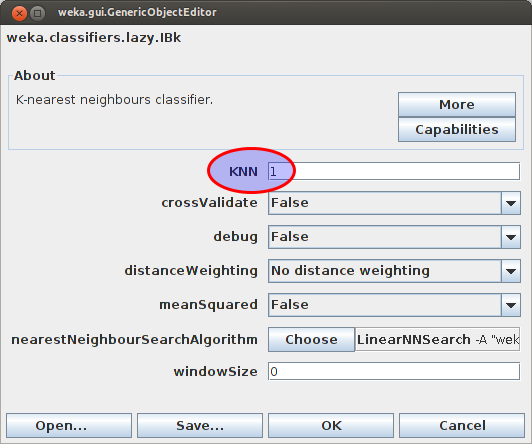 weka.gui.GenericObjectEditor
weka.classifiers.lazy.IBk
About
K-nearest neighbours classifier.
More
Capabilities
KNN 1
crossValidate False
debug False
distanceWeighting No distance weighting
meanSquared False
nearestNeighbourSearchAlgorithm Choose LinearNNSearch -A "wek
windowSize 0
Open... Save... OK Cancel